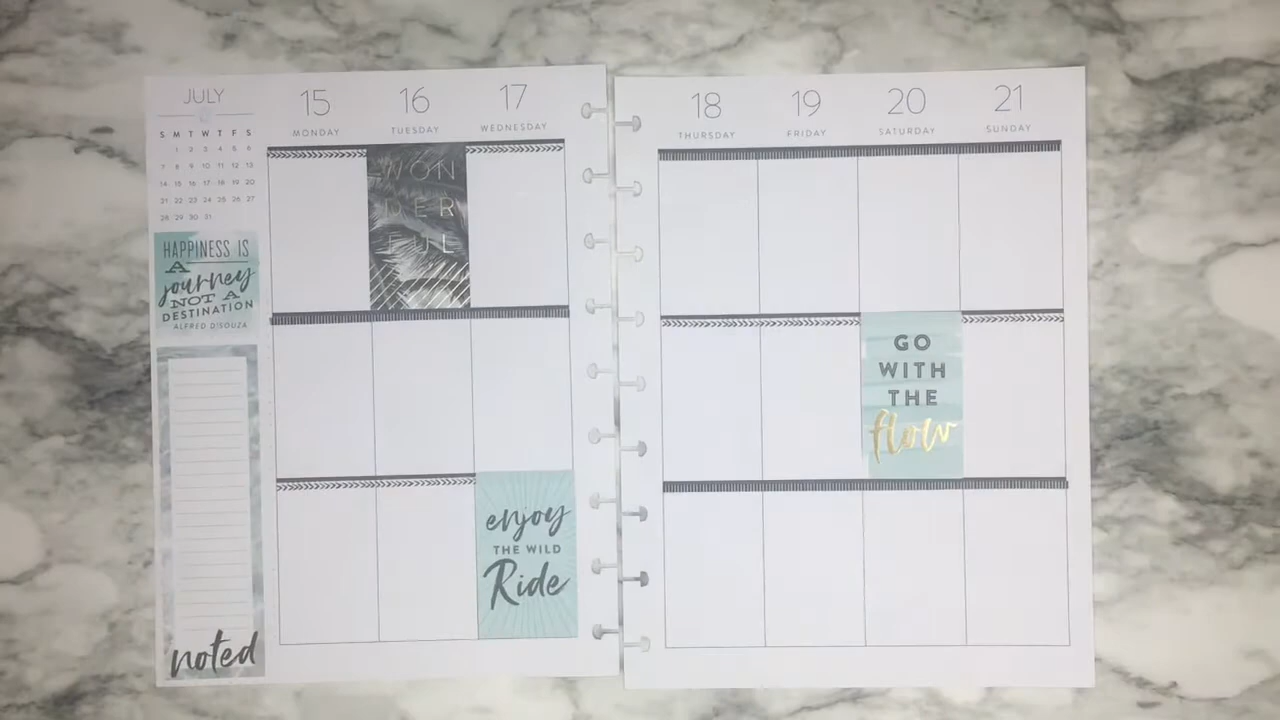 JULY
S M T W T F S
1 2 3 4 5 6
7 8 9 10 11 12 13
14 15 16 17 18 19 20
21 22 23 24 25 26 27
28 29 30 31
HAPPINESS IS
A
journey
NOT A
DESTINATION
ALFRED D'SOUZA
noted
15
MONDAY
16
TUESDAY
17
WEDNESDAY
WON
DER
FUL
enjoy
THE WILD
Ride
18
THURSDAY
19
FRIDAY
20
SATURDAY
21
SUNDAY
GO
WITH
THE
flow